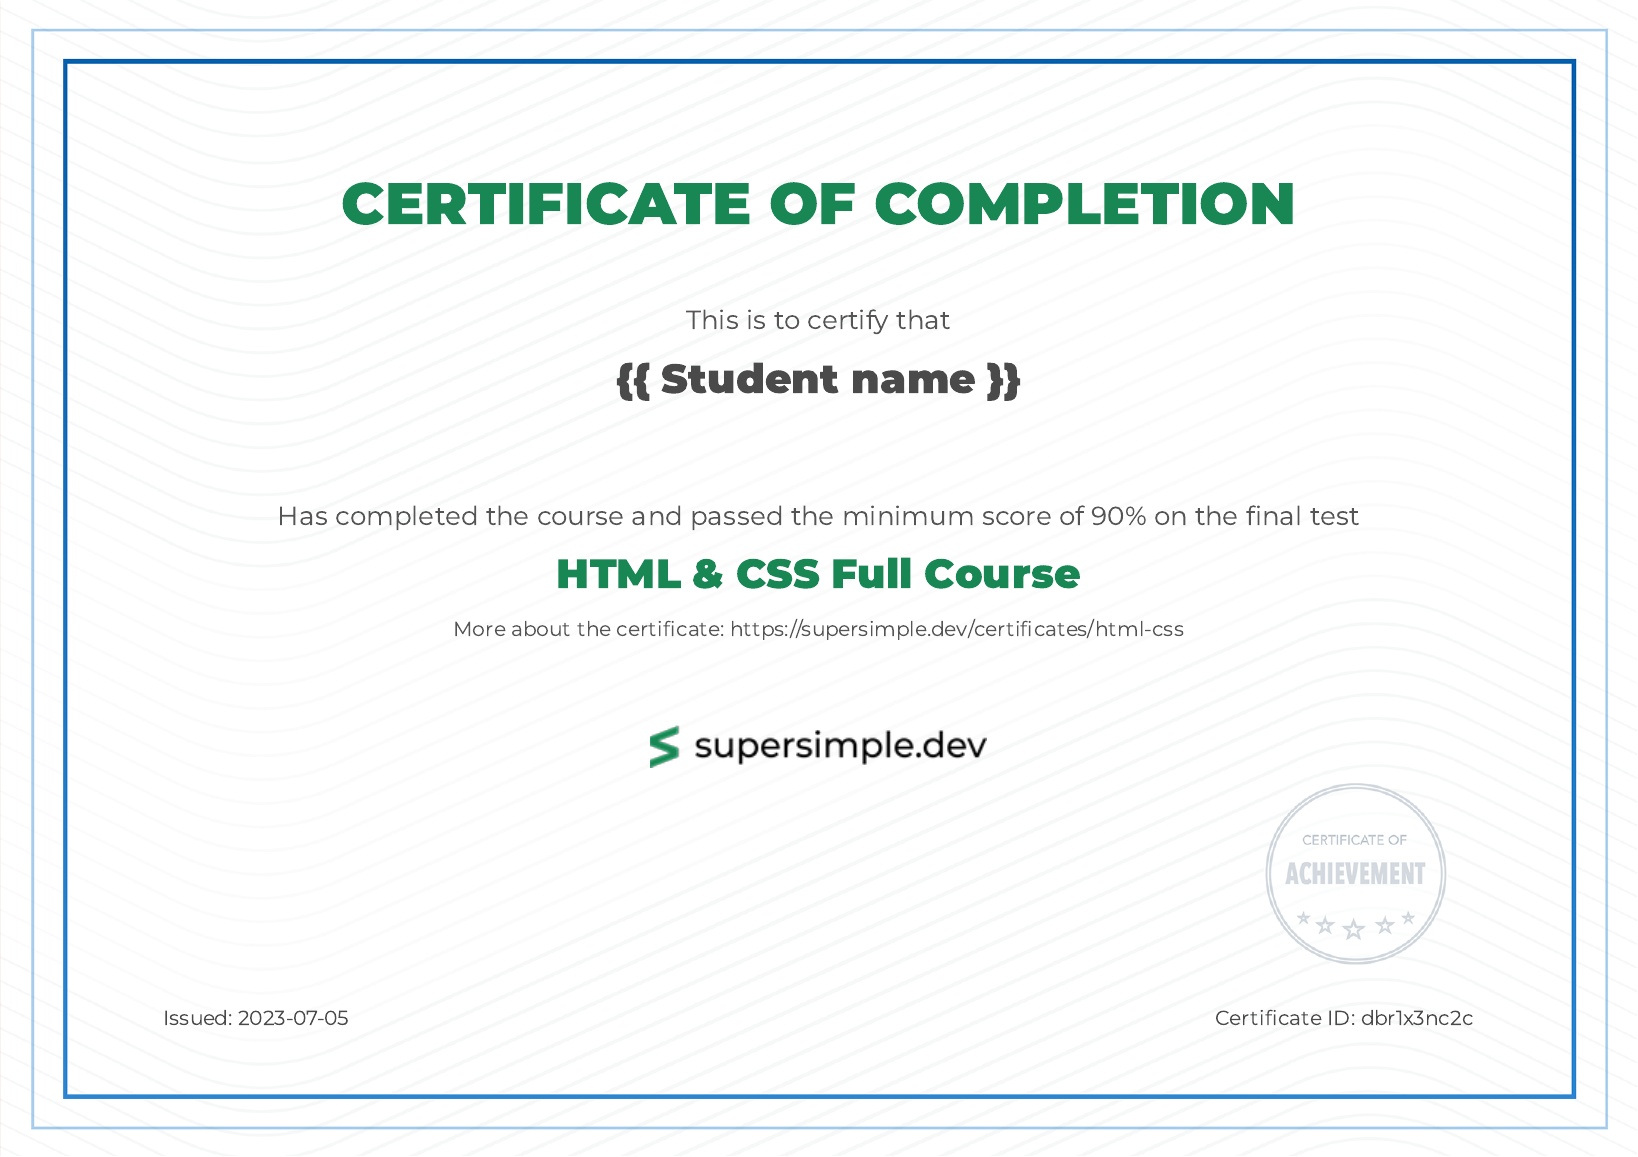 CERTIFICATE OF COMPLETION
This is to certify that
{{ Student name }}
Has completed the course and passed the minimum score of 90% on the final test
HTML & CSS Full Course
More about the certificate: https://supersimple.dev/certificates/html-css
supersimple.dev
CERTIFICATE OF
ACHIEVEMENT
Issued: 2023-07-05
Certificate ID: dbr1x3nc2c